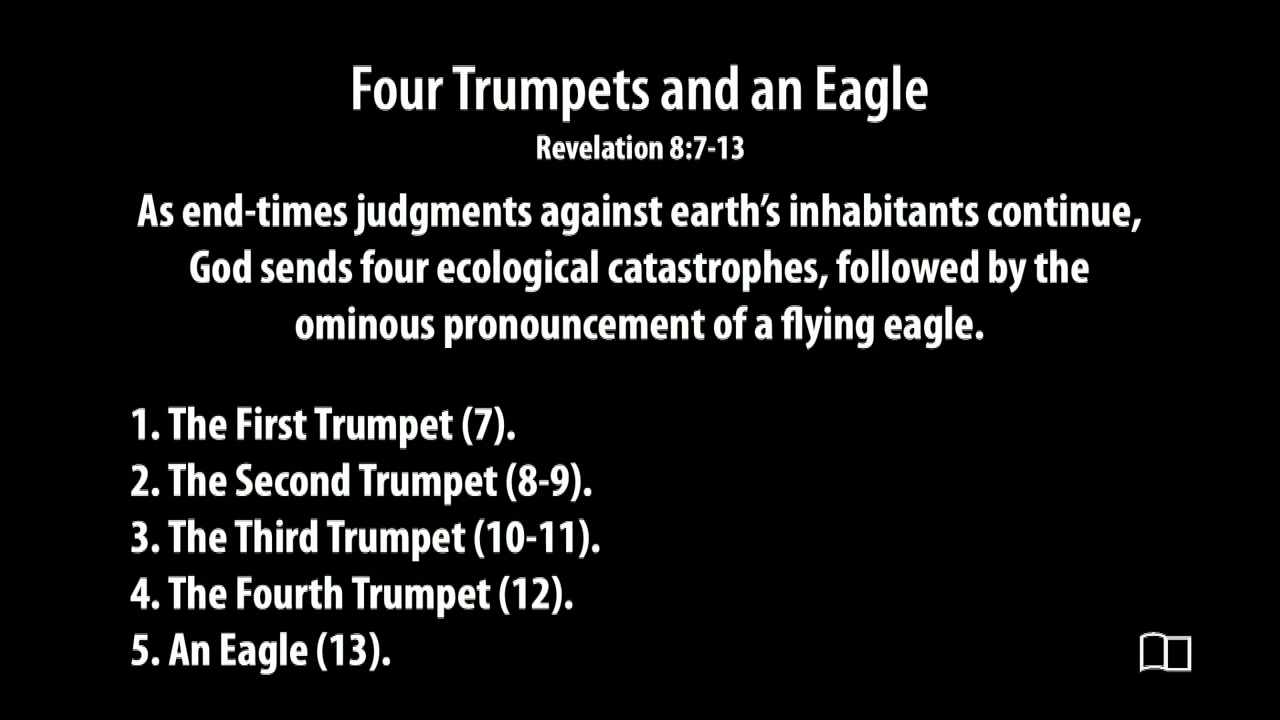 Four Trumpets and an Eagle
Revelation 8:7-13
As end-times judgments against earth’s inhabitants continue,
God sends four ecological catastrophes, followed by the
ominous pronouncement of a flying eagle.
1. The First Trumpet (7).
2. The Second Trumpet (8-9).
3. The Third Trumpet (10-11).
4. The Fourth Trumpet (12).
5. An Eagle (13).